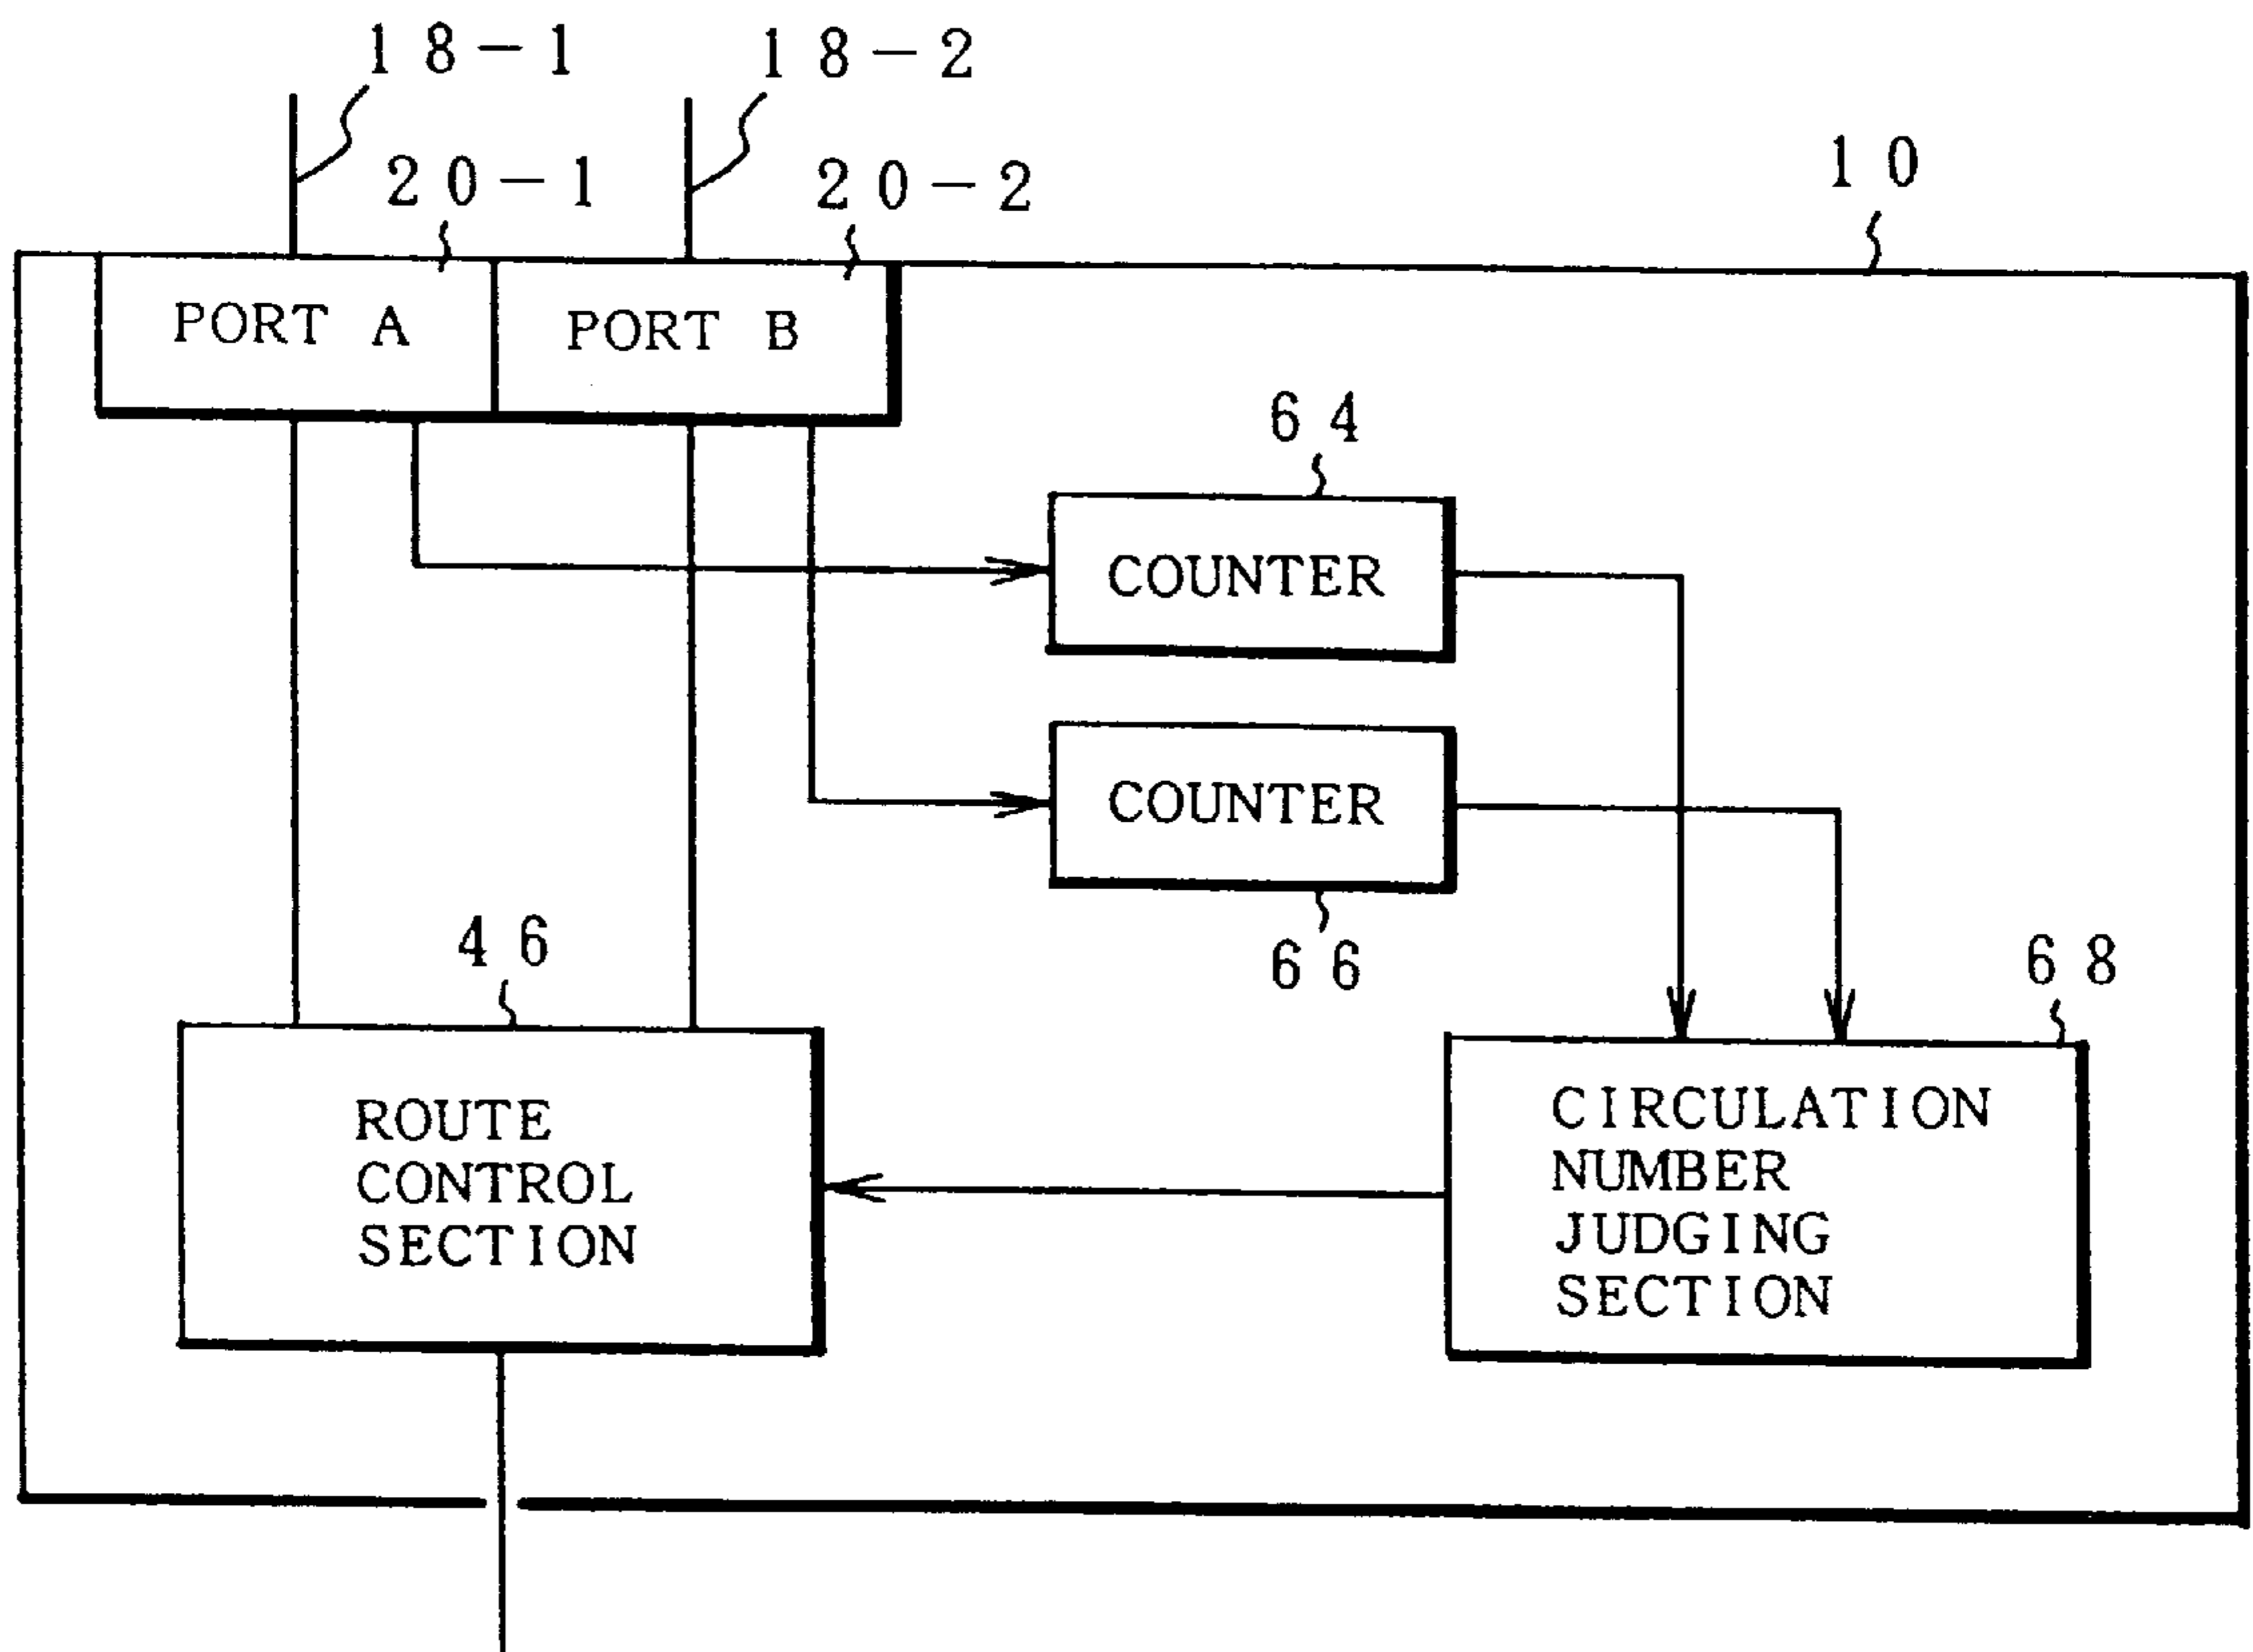 18-1
18-2
20-1
20-2
10
PORT A
PORT B
64
COUNTER
COUNTER
66
46
68
ROUTE
CONTROL
SECTION
CIRCULATION
NUMBER
JUDGING
SECTION